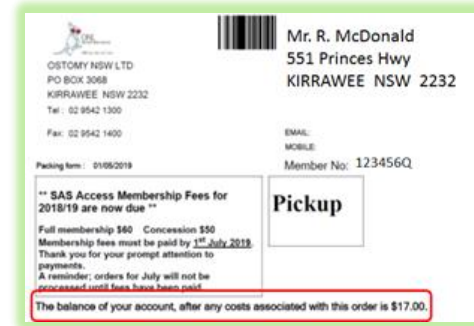 ONL
OSTOMY NSW LTD
PO BOX 3068
KIRRAWEE NSW 2232
Tel : 02 9542 1300
Fax: 02 9542 1400
Packing form : 01/05/2019
Mr. R. McDonald
551 Princes Hwy
KIRRAWEE NSW 2232
EMAIL:
MOBILE:
Member No: 123456Q
** SAS Access Membership Fees for
2018/19 are now due **
Full membership $60 Concession $50
Membership fees must be paid by 1st July 2019.
Thank you for your prompt attention to
payments.
A reminder; orders for July will not be
processed until fees have been paid
Pickup
The balance of your account, after any costs associated with this order is $17.00.